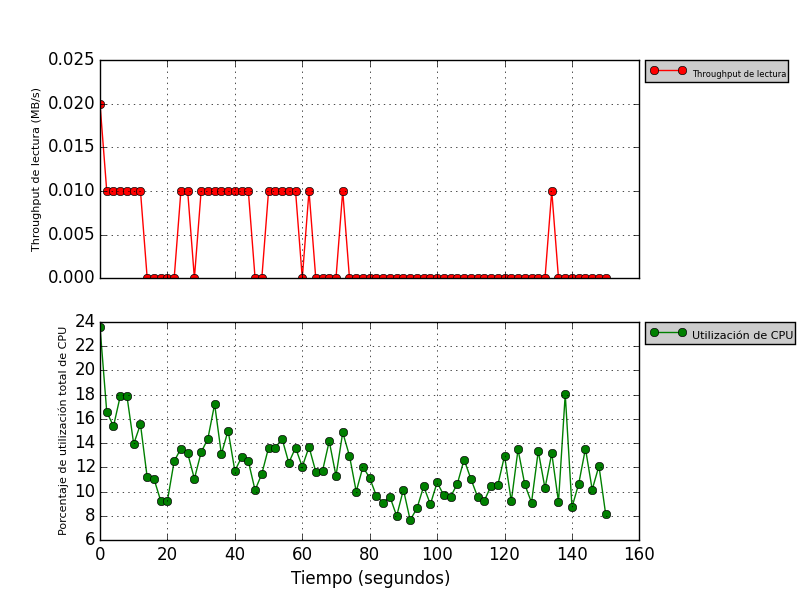 0.025
0.020
0.015
0.010
0.005
0.000
Throughput de lectura (MB/s)
Throughput de lectura
24
22
20
18
16
14
12
10
8
6
Porcentaje de utilización total de CPU
Utilización de CPU
0 20 40 60 80 100 120 140 160
Tiempo (segundos)